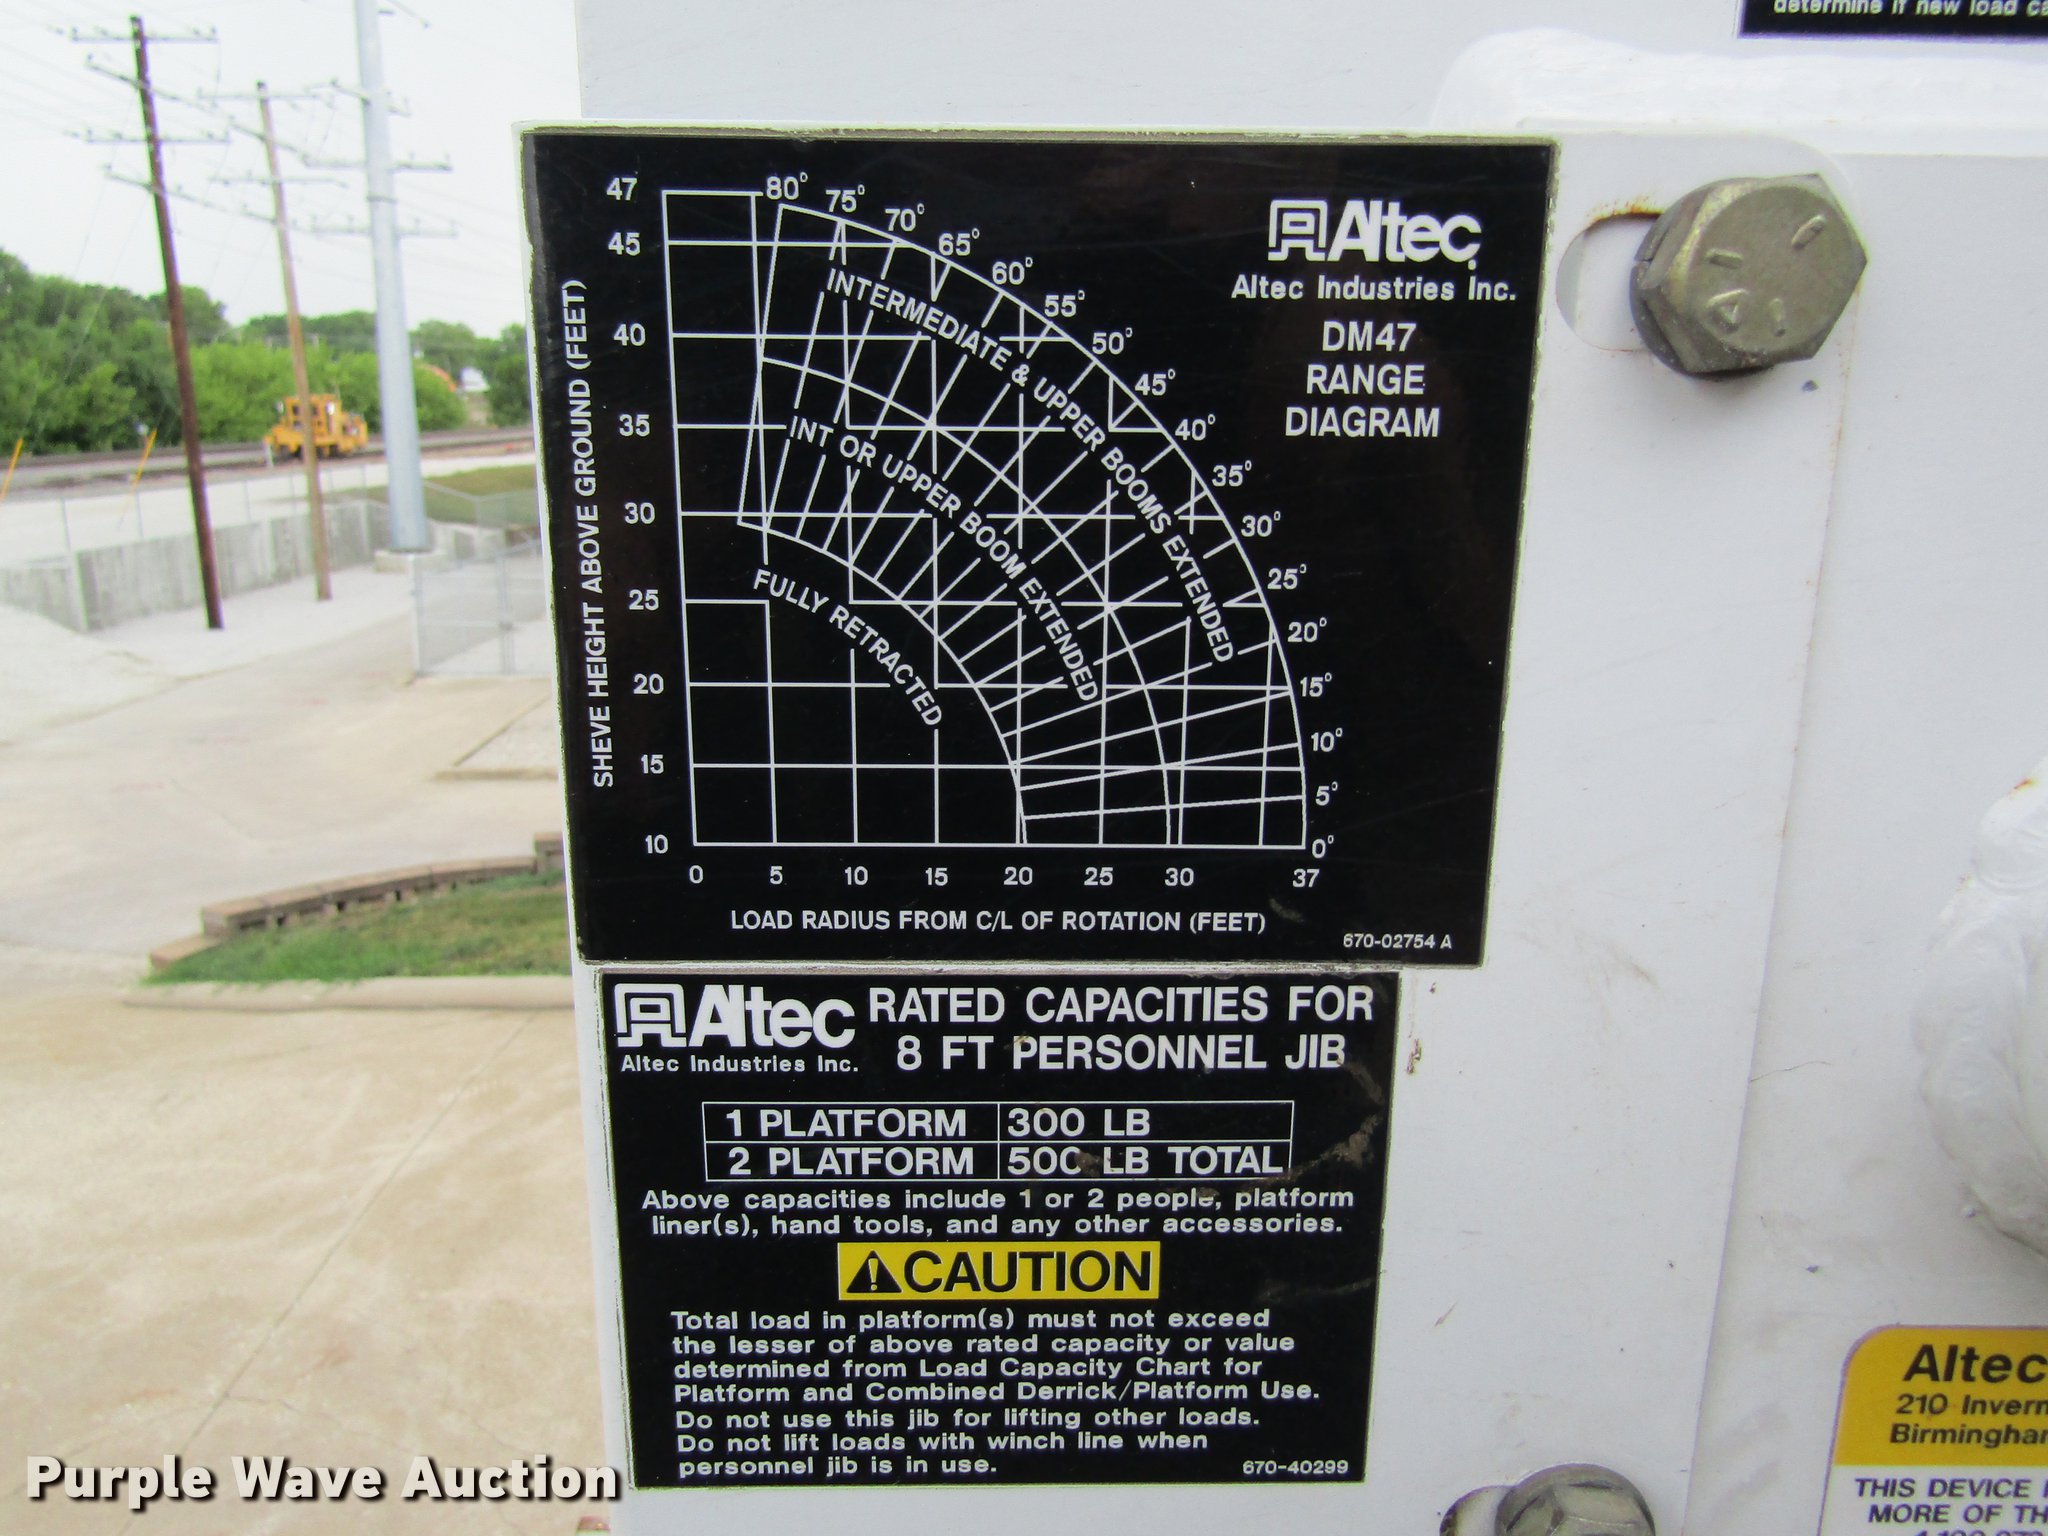 determine if new load
47
45
40
35
30
25
20
15
10
SHEVE HEIGHT ABOVE GROUND (FEET)
80°
75°
70°
65°
60°
55°
50°
45°
40°
35°
30°
25°
20°
15°
10°
5°
0°
INTERMEDIATE & UPPER BOOMS EXTENDED
INT OR UPPER BOOM EXTENDED
FULLY RETRACTED
0 5 10 15 20 25 30 37
LOAD RADIUS FROM C/L OF ROTATION (FEET)
Altec
Altec Industries Inc.
DM47
RANGE
DIAGRAM
670-02754 A
Altec
Altec Industries Inc.
RATED CAPACITIES FOR
8 FT PERSONNEL JIB
1 PLATFORM 300 LB
2 PLATFORM 500 LB TOTAL
Above capacities include 1 or 2 people, platform
liner(s), hand tools, and any other accessories.
CAUTION
Total load in platform(s) must not exceed
the lesser of above rated capacity or value
determined from Load Capacity Chart for
Platform and Combined Derrick/Platform Use.
Do not use this jib for lifting other loads.
Do not lift loads with winch line when
personnel jib is in use.
670-40299
Altec
210
THIS DEVICE
MORE OF
Purple Wave Auction